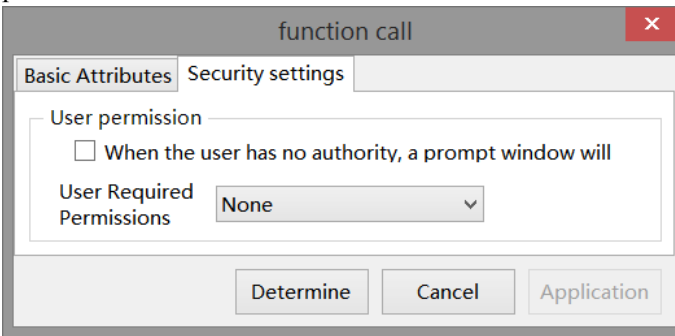 function call
Basic Attributes Security settings
User permission
When the user has no authority, a prompt window will
User Required
Permissions
None
Determine Cancel Application